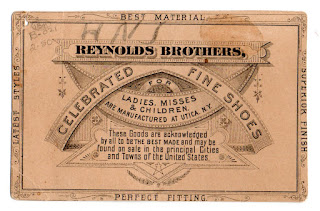 BEST MATERIAL.
REYNOLDS BROTHERS,
CELEBRATED FINE SHOES
FOR
LADIES, MISSES
& CHILDREN,
ARE MANUFACTURED AT UTICA, N.Y.
These Goods are acknowledged
by all to be THE BEST MADE and may be
found on sale in the principal Cities
and Towns of the United States.
LATEST STYLES
SUPERIOR FINISH
PERFECT FITTING.